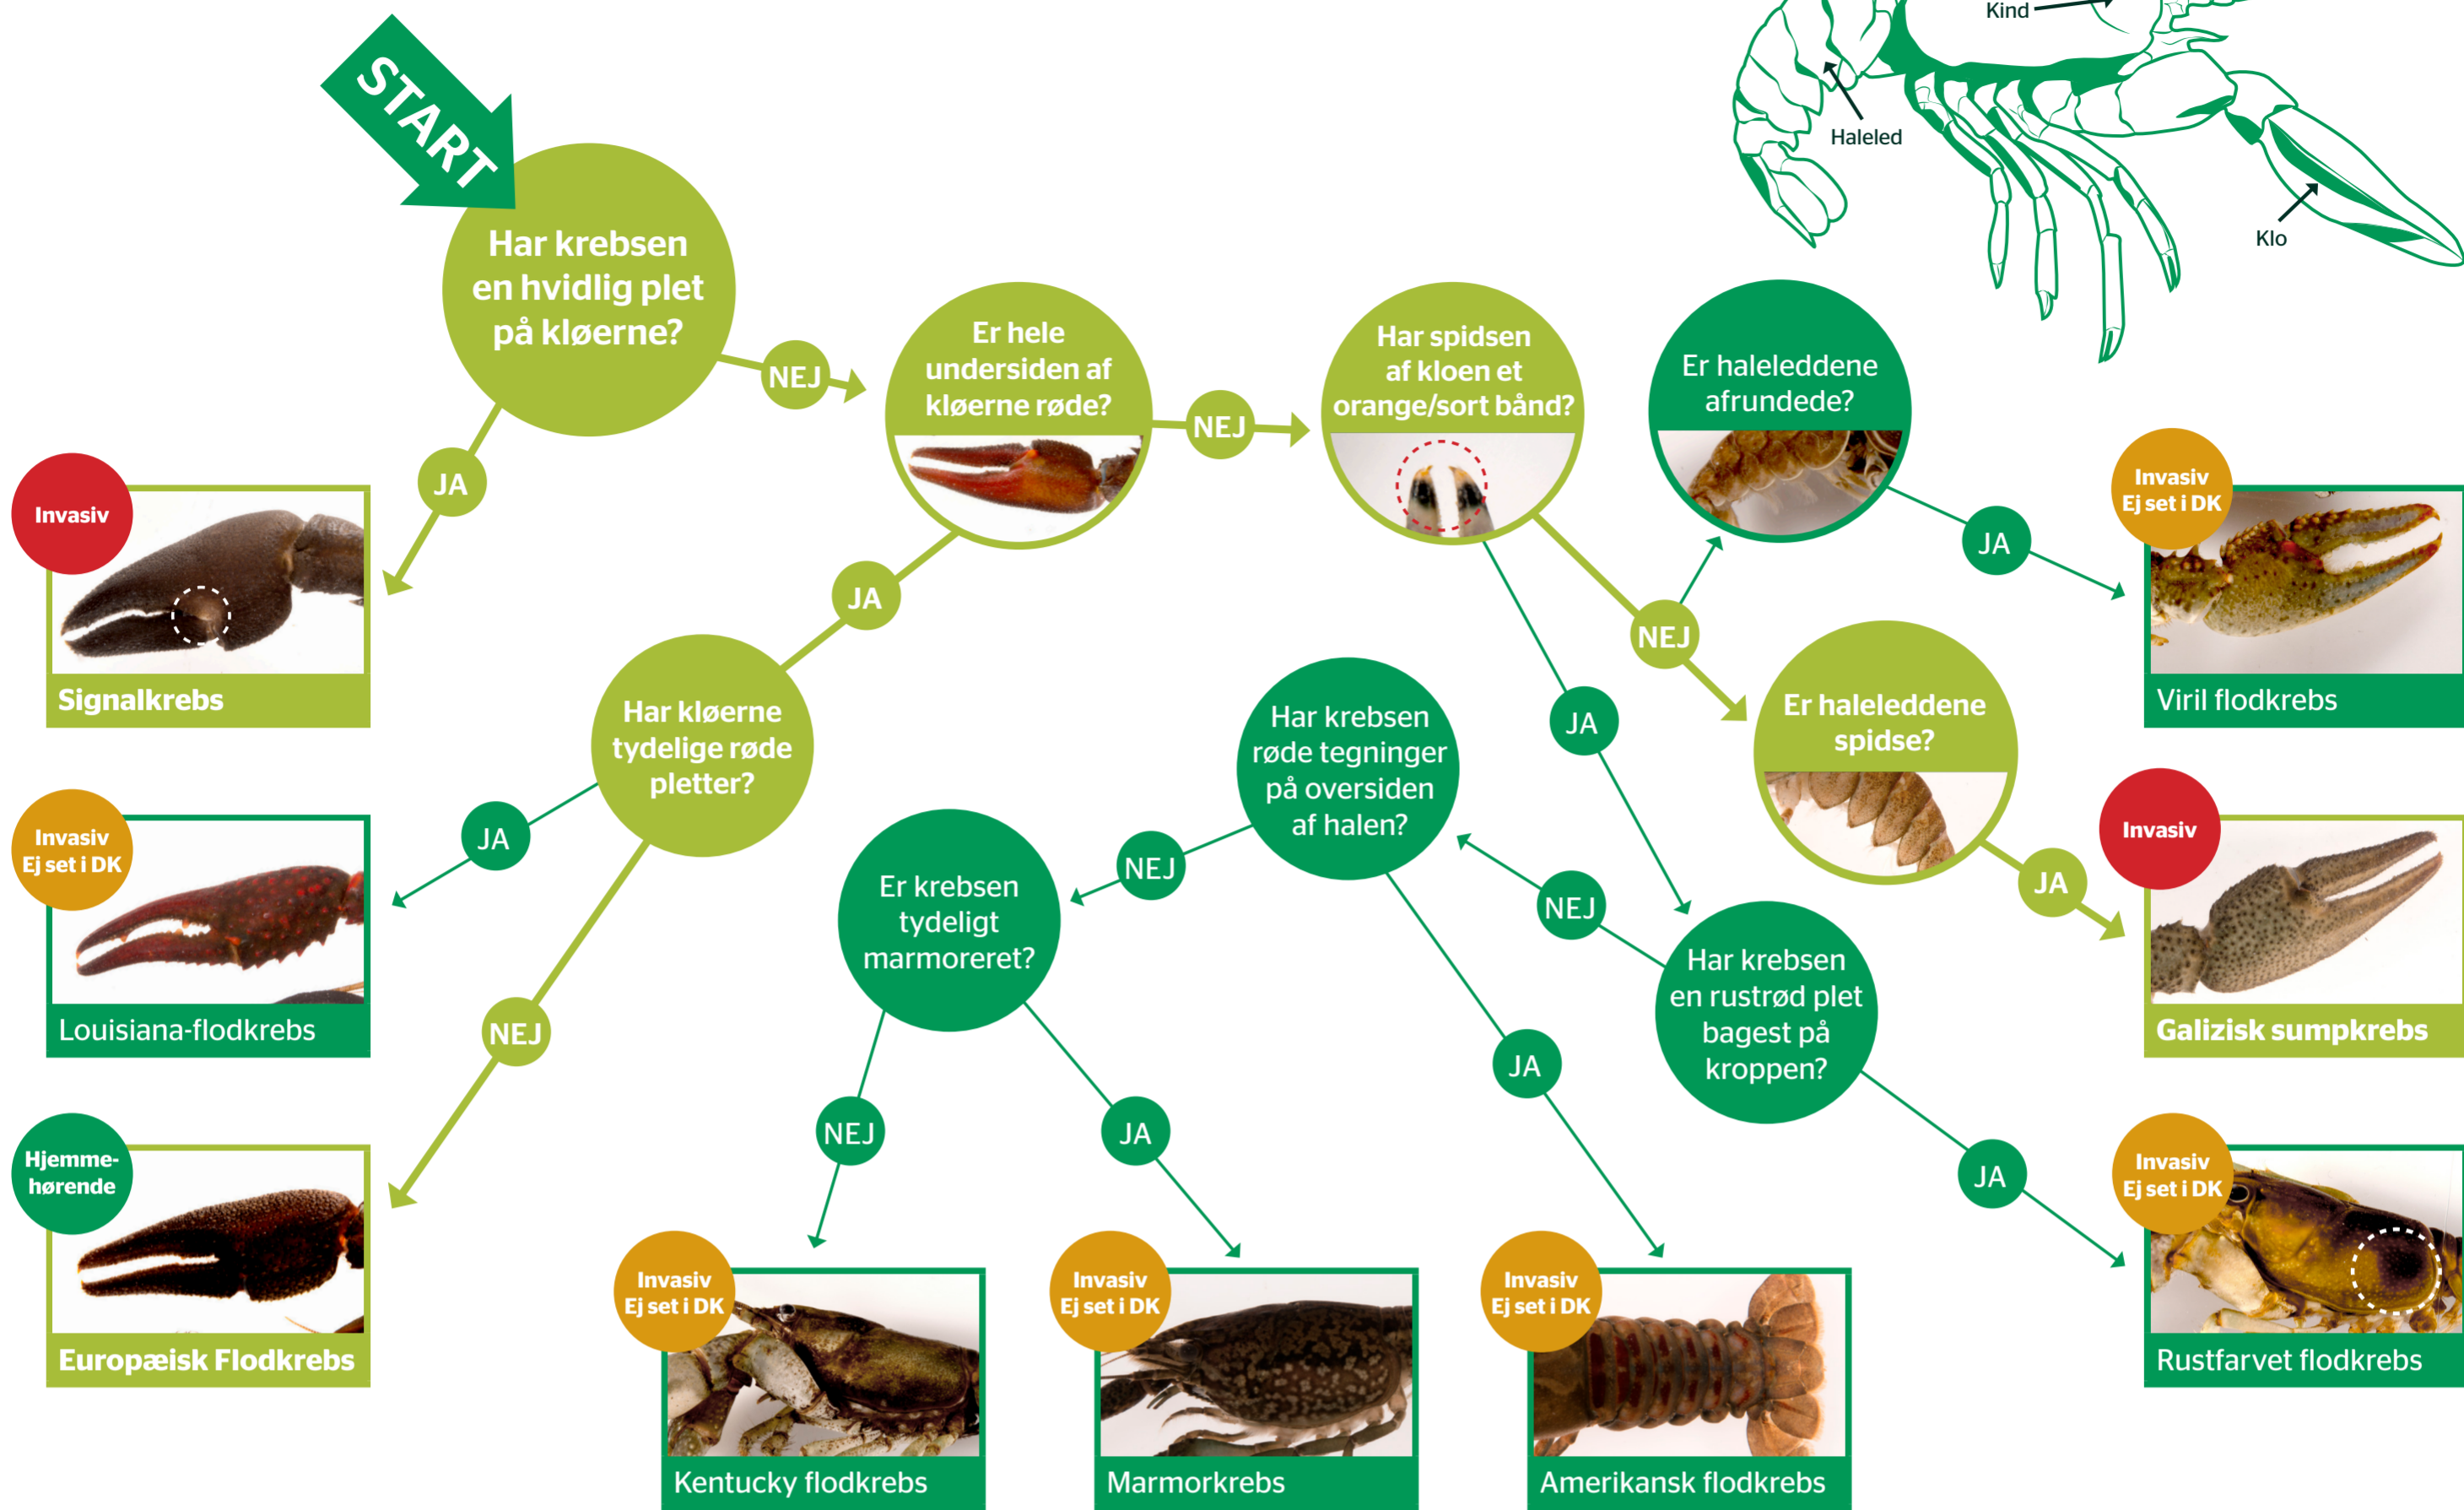 START
Kind
Haleled
Klo
Har krebsen
en hvidlig plet
på kløerne?
NEJ
JA
Er hele
undersiden af
kløerne røde?
NEJ
JA
Har spidsen
af kloen et
orange/sort bånd?
NEJ
JA
Er haleleddene
afrundede?
JA
Invasiv
Ej set i DK
Viril flodkrebs
Invasiv
Signalkrebs
Har kløerne
tydelige røde
pletter?
JA
NEJ
Har krebsen
røde tegninger
på oversiden
af halen?
NEJ
JA
Er haleleddene
spidse?
JA
Invasiv
Galizisk sumpkrebs
Invasiv
Ej set i DK
Louisiana-flodkrebs
Er krebsen
tydeligt
marmoreret?
NEJ
JA
Har krebsen
en rustrød plet
bagest på
kroppen?
NEJ
JA
Hjemme-
hørende
Europæisk Flodkrebs
Invasiv
Ej set i DK
Kentucky flodkrebs
Invasiv
Ej set i DK
Marmorkrebs
Invasiv
Ej set i DK
Amerikansk flodkrebs
Invasiv
Ej set i DK
Rustfarvet flodkrebs